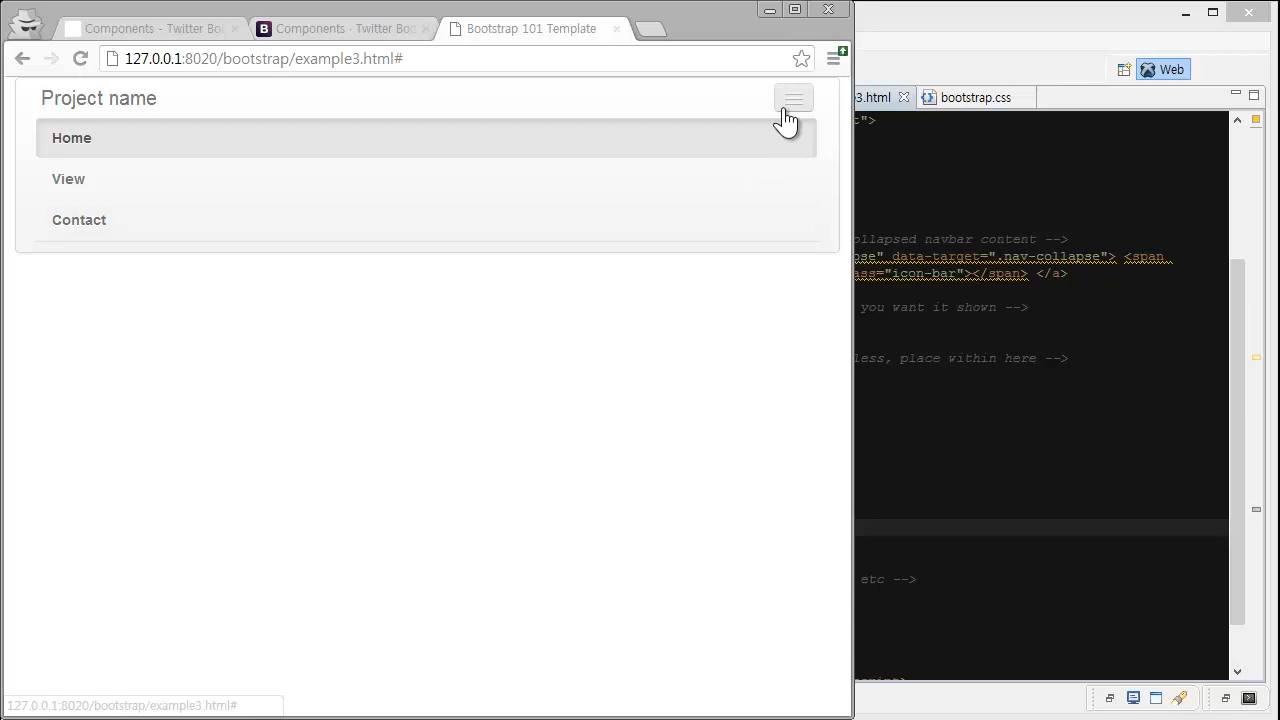 Components - Twitter Boo
Components · Twitter Boo
Bootstrap 101 Template
127.0.0.1:8020/bootstrap/example3.html#
Project name
Home
View
Contact
127.0.0.1:8020/bootstrap/example3.html#
Web
3.html
bootstrap.css
t">
ollapsed navbar content -->
ose" data-target=".nav-collapse"> <span
ass="icon-bar"></span> </a>
you want it shown -->
less, place within here -->
etc -->